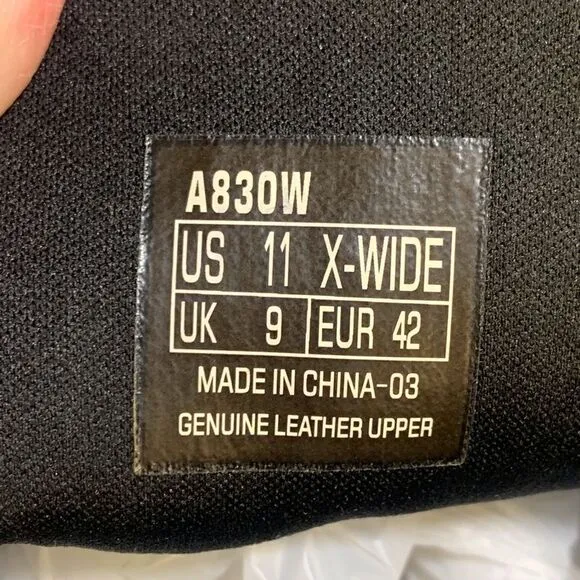 A830W
US 11 X-WIDE
UK 9 EUR 42
MADE IN CHINA-03
GENUINE LEATHER UPPER